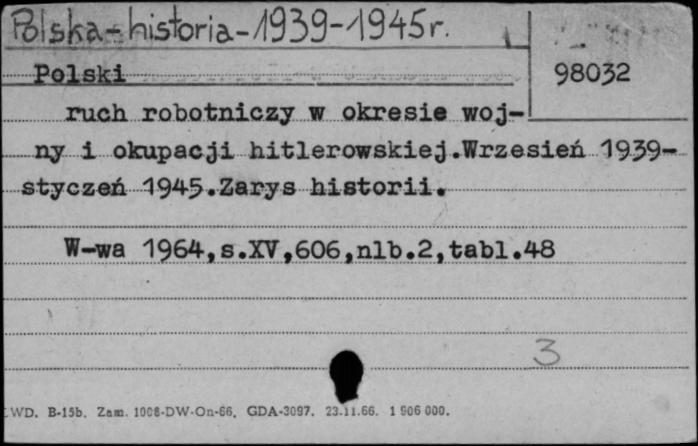 Polska-historia-1939-1945r.
98032
Polski
ruch robotniczy w okresie woj-
ny i okupacji hitlerowskiej.Wrzesień 1939-
styczeń 1945.Zarys historii.
W-wa 1964,s.XV,606,nlb.2,tabl.48
3
WD. B-15b. Zam. 1008-DW-On-66. GDA-3097. 23.11.66. 1 906 000.